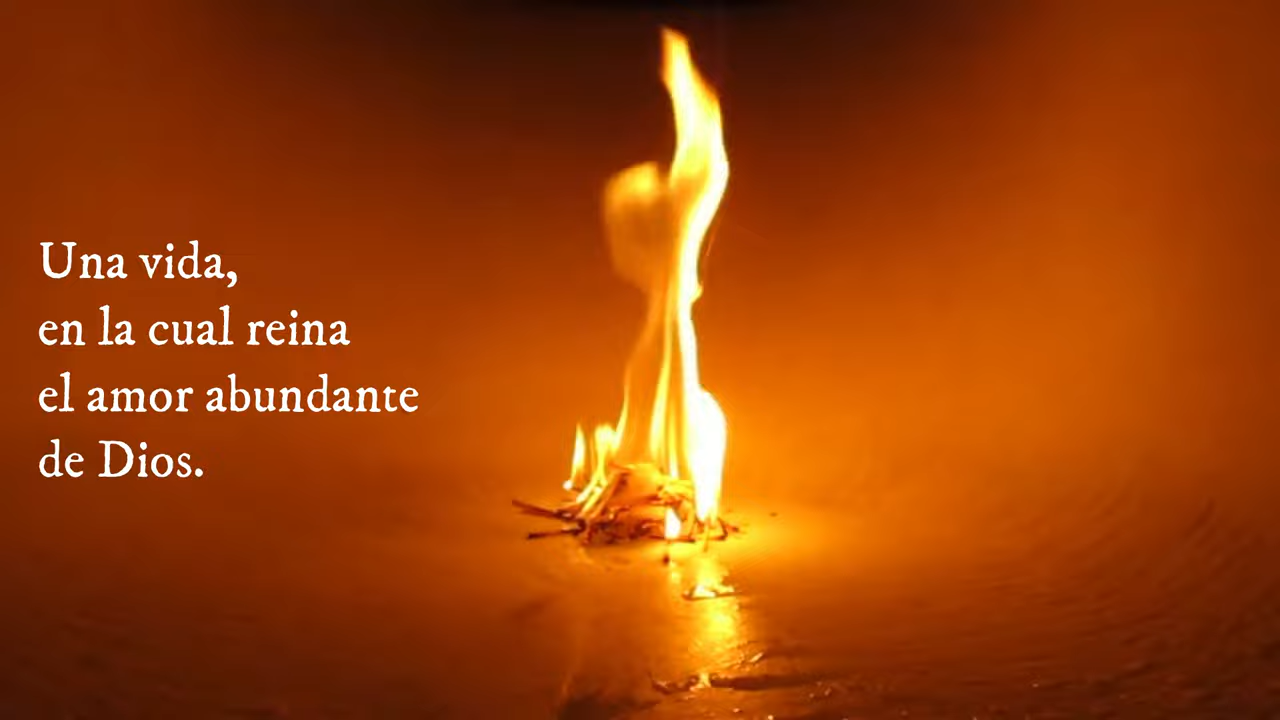 Una vida,
en la cual reina
el amor abundante
de Dios.